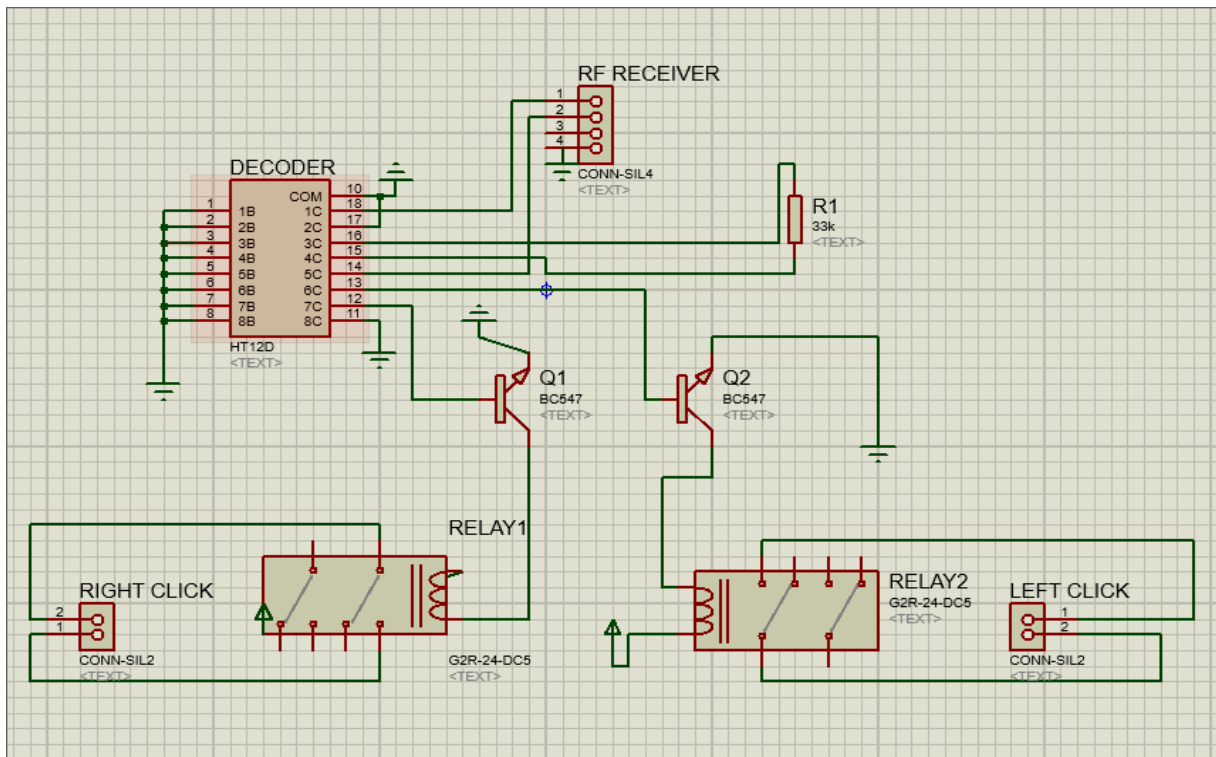 RF RECEIVER
1
2
3
4
CONN-SIL4
<TEXT>
DECODER
1 1B
2 2B
3 3B
4 4B
5 5B
6 6B
7 7B
8 8B
COM 10
1C 18
2C 17
3C 16
4C 15
5C 14
6C 13
7C 12
8C 11
HT12D
<TEXT>
R1
33k
<TEXT>
Q1
BC547
<TEXT>
Q2
BC547
<TEXT>
RELAY1
G2R-24-DC5
<TEXT>
RIGHT CLICK
2
1
CONN-SIL2
<TEXT>
RELAY2
G2R-24-DC5
<TEXT>
LEFT CLICK
1
2
CONN-SIL2
<TEXT>